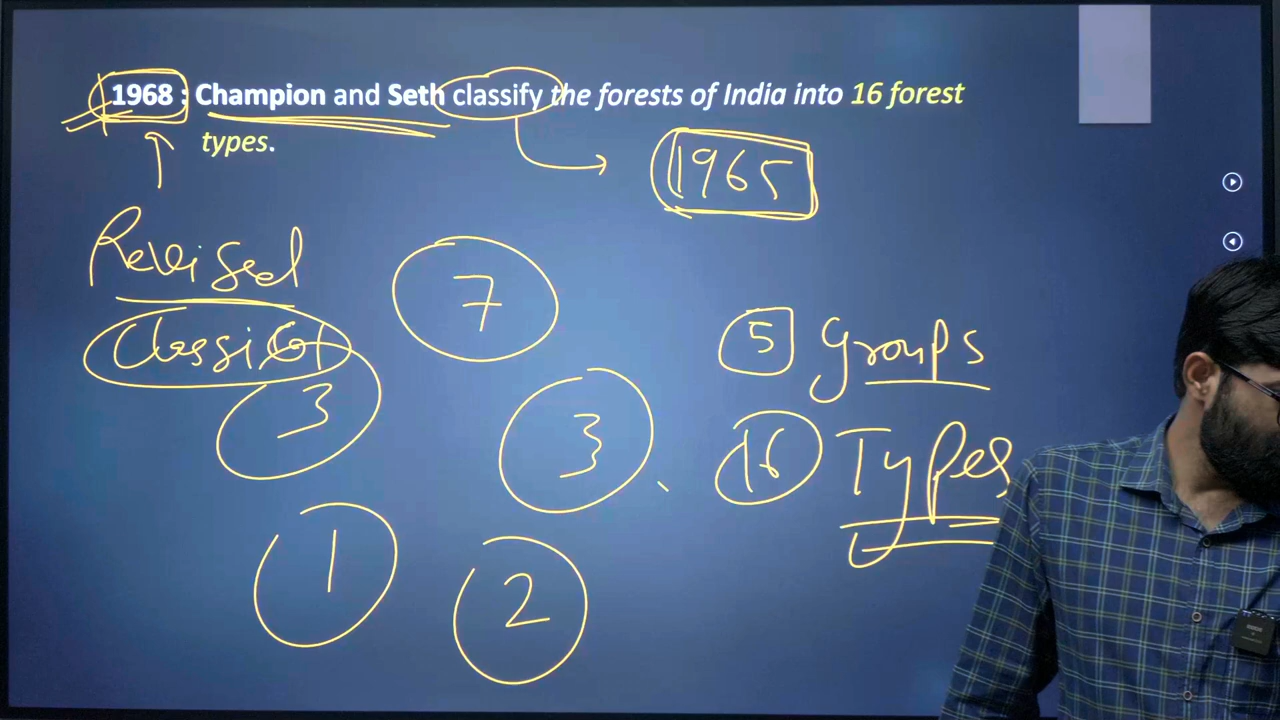 1968 : Champion and Seth classify the forests of India into 16 forest
types.
1965
Revised
7
5 Groups
3
3
16 Types
1
2